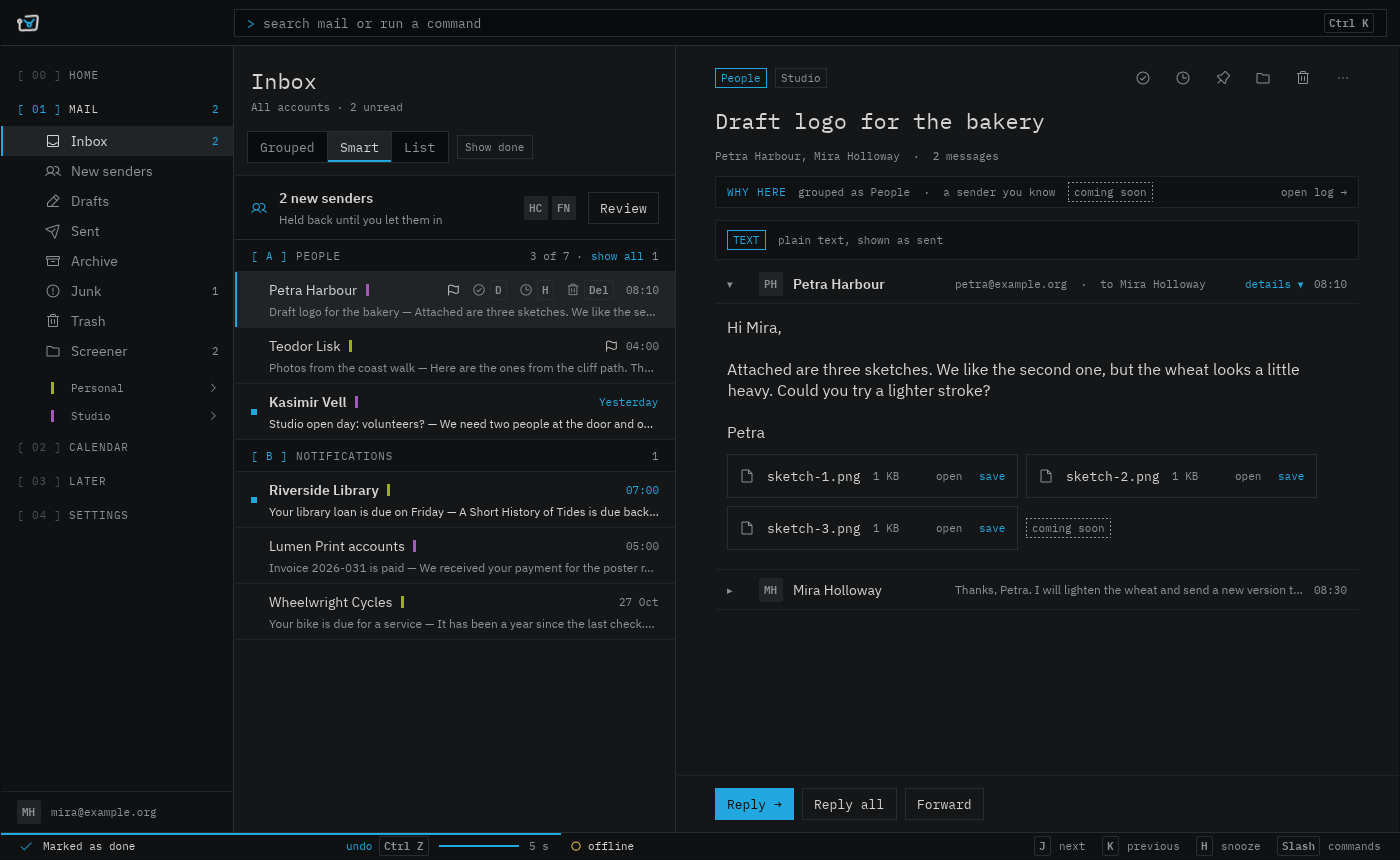 > search mail or run a command Ctrl K
[ 00 ] HOME
[ 01 ] MAIL 2
Inbox 2
New senders
Drafts
Sent
Archive
Junk 1
Trash
Screener 2
Personal
Studio
[ 02 ] CALENDAR
[ 03 ] LATER
[ 04 ] SETTINGS
MH mira@example.org
Inbox
All accounts · 2 unread
Grouped Smart List Show done
2 new senders
Held back until you let them in
HC FN Review
[ A ] PEOPLE 3 of 7 · show all 1
Petra Harbour D H Del 08:10
Draft logo for the bakery — Attached are three sketches. We like the se…
Teodor Lisk 04:00
Photos from the coast walk — Here are the ones from the cliff path. Th…
Kasimir Vell Yesterday
Studio open day: volunteers? — We need two people at the door and o…
[ B ] NOTIFICATIONS 1
Riverside Library 07:00
Your library loan is due on Friday — A Short History of Tides is due back…
Lumen Print accounts 05:00
Invoice 2026-031 is paid — We received your payment for the poster r…
Wheelwright Cycles 27 Oct
Your bike is due for a service — It has been a year since the last check.…
People Studio ···
Draft logo for the bakery
Petra Harbour, Mira Holloway · 2 messages
WHY HERE grouped as People · a sender you know coming soon open log →
TEXT plain text, shown as sent
▾ PH Petra Harbour petra@example.org · to Mira Holloway details ▾ 08:10
Hi Mira,
Attached are three sketches. We like the second one, but the wheat looks a little
heavy. Could you try a lighter stroke?
Petra
sketch-1.png 1 KB open save sketch-2.png 1 KB open save
sketch-3.png 1 KB open save coming soon
▸ MH Mira Holloway Thanks, Petra. I will lighten the wheat and send a new version t… 08:30
Reply → Reply all Forward
Marked as done undo Ctrl Z 5 s offline J next K previous H snooze Slash commands